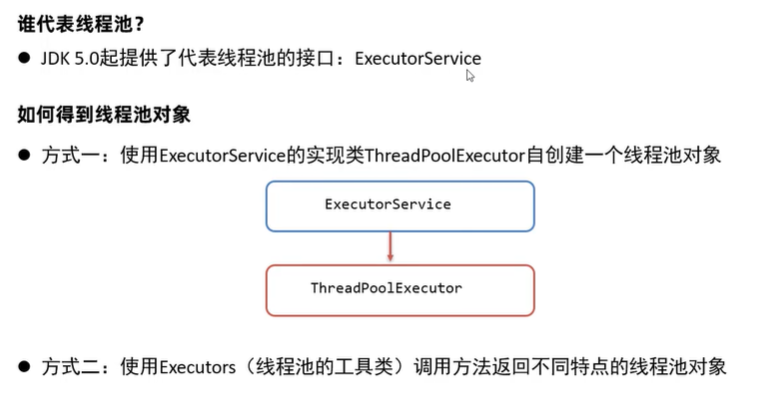 谁代表线程池？
● JDK 5.0起提供了代表线程池的接口：ExecutorService
如何得到线程池对象
● 方式一：使用ExecutorService的实现类ThreadPoolExecutor自创建一个线程池对象
ExecutorService
ThreadPoolExecutor
● 方式二：使用Executors（线程池的工具类）调用方法返回不同特点的线程池对象